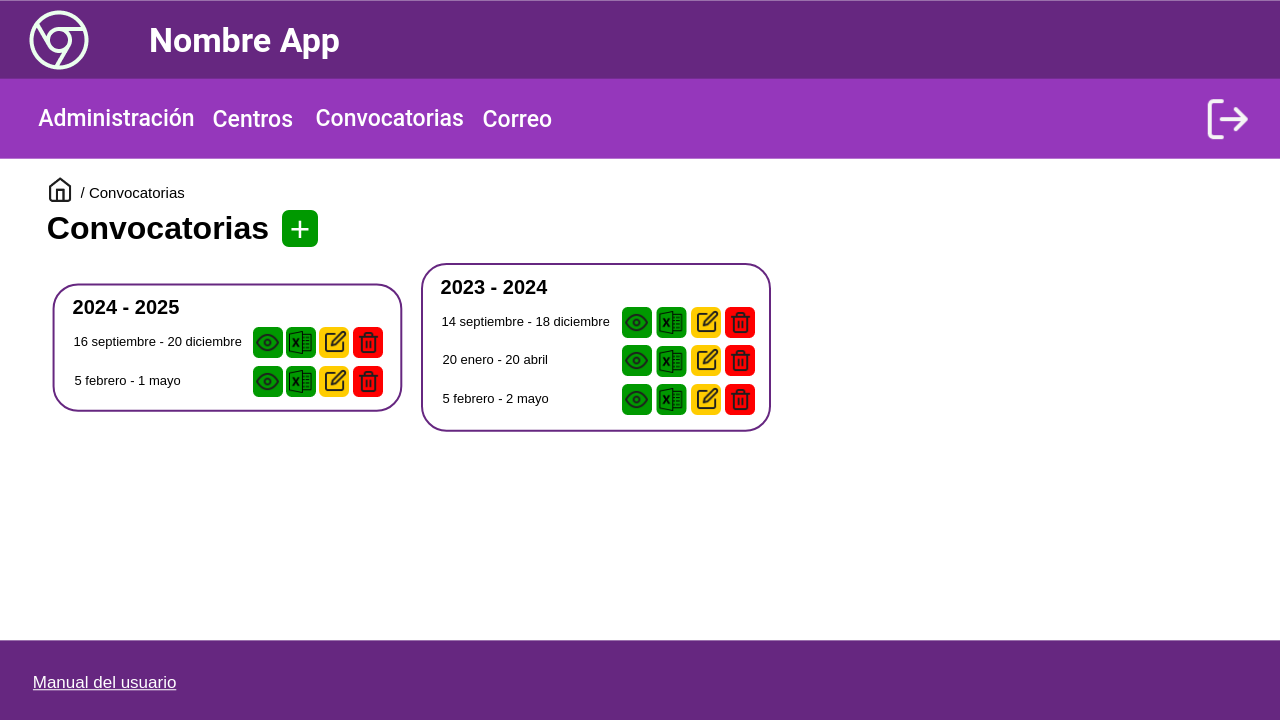 Nombre App
Administración Centros Convocatorias Correo
/ Convocatorias
Convocatorias +
2024 - 2025
16 septiembre - 20 diciembre
5 febrero - 1 mayo
2023 - 2024
14 septiembre - 18 diciembre
20 enero - 20 abril
5 febrero - 2 mayo
Manual del usuario